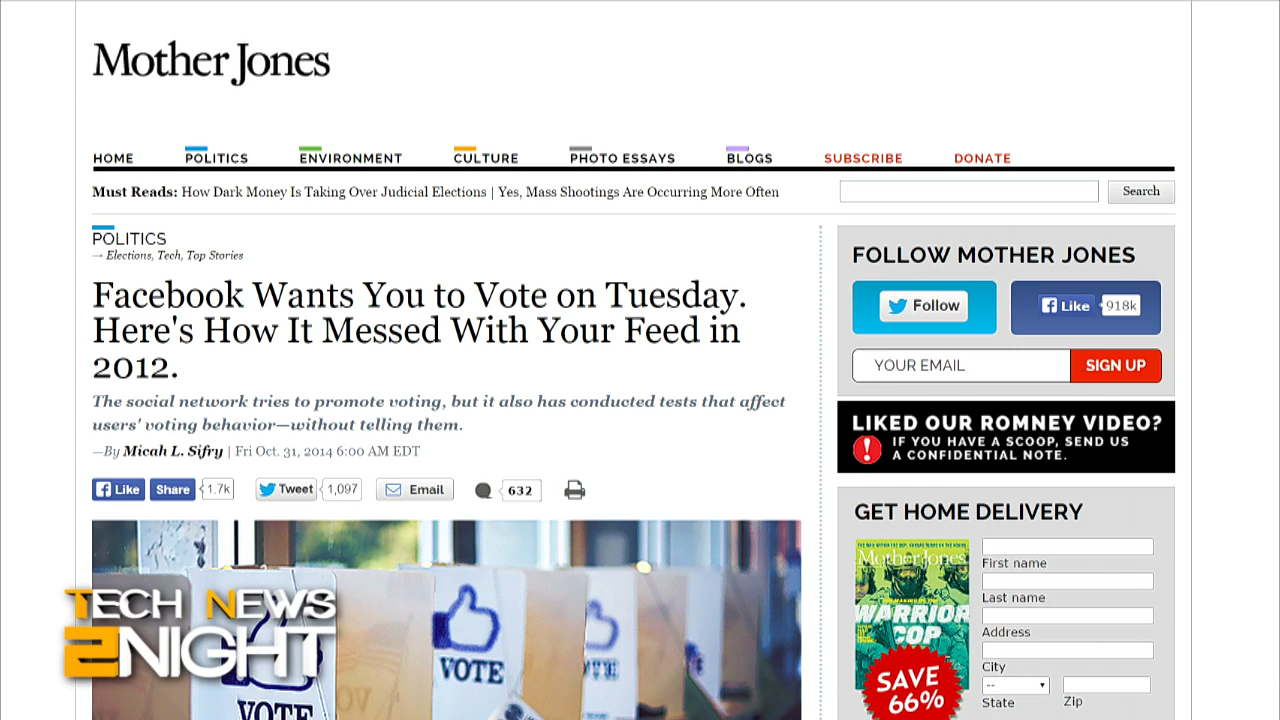 Mother Jones
HOME POLITICS ENVIRONMENT CULTURE PHOTO ESSAYS BLOGS SUBSCRIBE DONATE
Must Reads: How Dark Money Is Taking Over Judicial Elections | Yes, Mass Shootings Are Occurring More Often
Search
POLITICS
→ Elections, Tech, Top Stories
Facebook Wants You to Vote on Tuesday.
Here's How It Messed With Your Feed in
2012.
The social network tries to promote voting, but it also has conducted tests that affect
users' voting behavior—without telling them.
—By Micah L. Sifry | Fri Oct. 31, 2014 6:00 AM EDT
Like Share 1.7k Tweet 1,097 Email 632
VOTE
VOTE
TECH NEWS
2NIGHT
FOLLOW MOTHER JONES
Follow
Like 918k
YOUR EMAIL SIGN UP
LIKED OUR ROMNEY VIDEO?
IF YOU HAVE A SCOOP, SEND US
A CONFIDENTIAL NOTE.
GET HOME DELIVERY
Mother Jones
WARRIOR
COP
SAVE
66%
First name
Last name
Address
City
--
State Zip